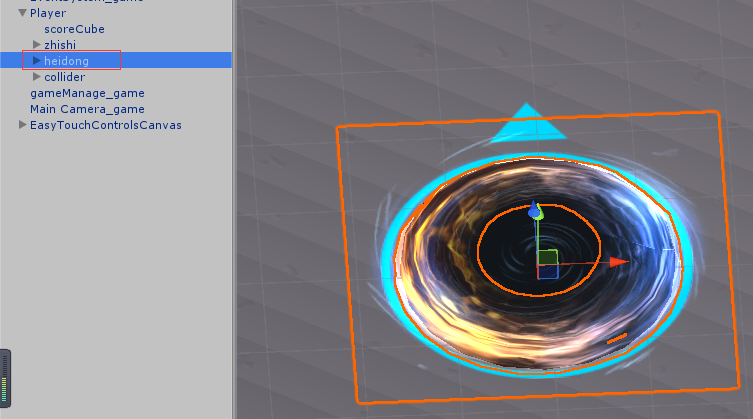 Player
scoreCube
zhishi
heidong
collider
gameManage_game
Main Camera_game
EasyTouchControlsCanvas